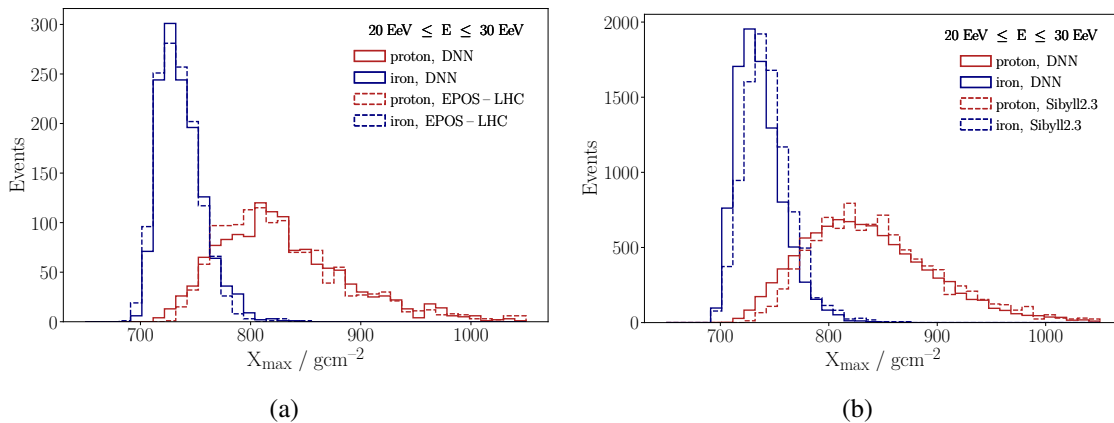 20 EeV ≤ E ≤ 30 EeV
proton, DNN
iron, DNN
proton, EPOS – LHC
iron, EPOS – LHC
Events
300
250
200
150
100
50
0
700
800
900
1000
X_max / gcm⁻²
(a)
20 EeV ≤ E ≤ 30 EeV
proton, DNN
iron, DNN
proton, Sibyll2.3
iron, Sibyll2.3
Events
2000
1500
1000
500
0
700
800
900
1000
X_max / gcm⁻²
(b)